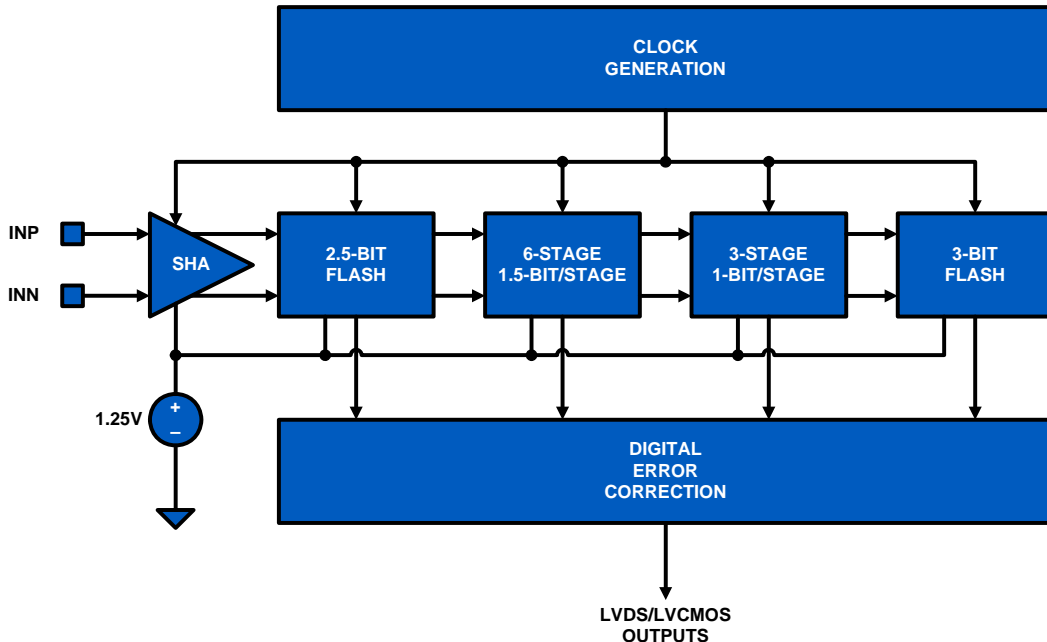 CLOCK
GENERATION
INP
INN
SHA
2.5-BIT
FLASH
6-STAGE
1.5-BIT/STAGE
3-STAGE
1-BIT/STAGE
3-BIT
FLASH
1.25V
+
–
DIGITAL
ERROR
CORRECTION
LVDS/LVCMOS
OUTPUTS